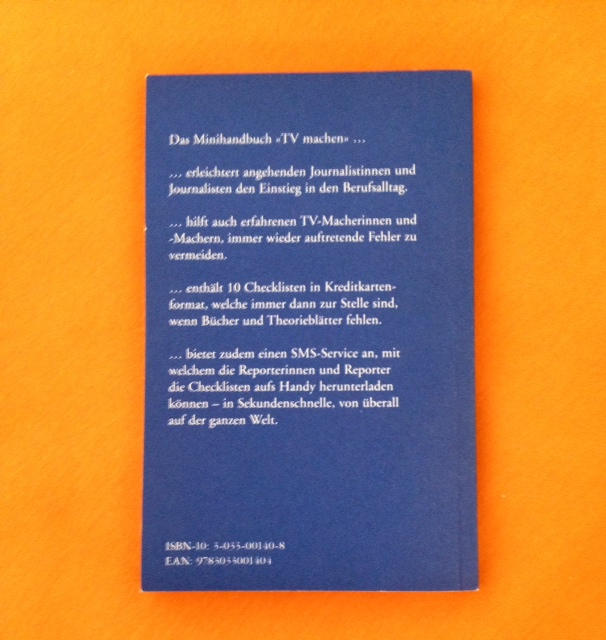 Das Minihandbuch «TV machen» ...
... erleichtert angehenden Journalistinnen und
Journalisten den Einstieg in den Berufsalltag.
... hilft auch erfahrenen TV-Macherinnen und
-Machern, immer wieder auftretende Fehler zu
vermeiden.
... enthält 10 Checklisten in Kreditkarten-
format, welche immer dann zur Stelle sind,
wenn Bücher und Theorieblätter fehlen.
... bietet zudem einen SMS-Service an, mit
welchem die Reporterinnen und Reporter
die Checklisten aufs Handy herunterladen
können – in Sekundenschnelle, von überall
auf der ganzen Welt.
ISBN-10: 3-033-00140-8
EAN: 9783033001404